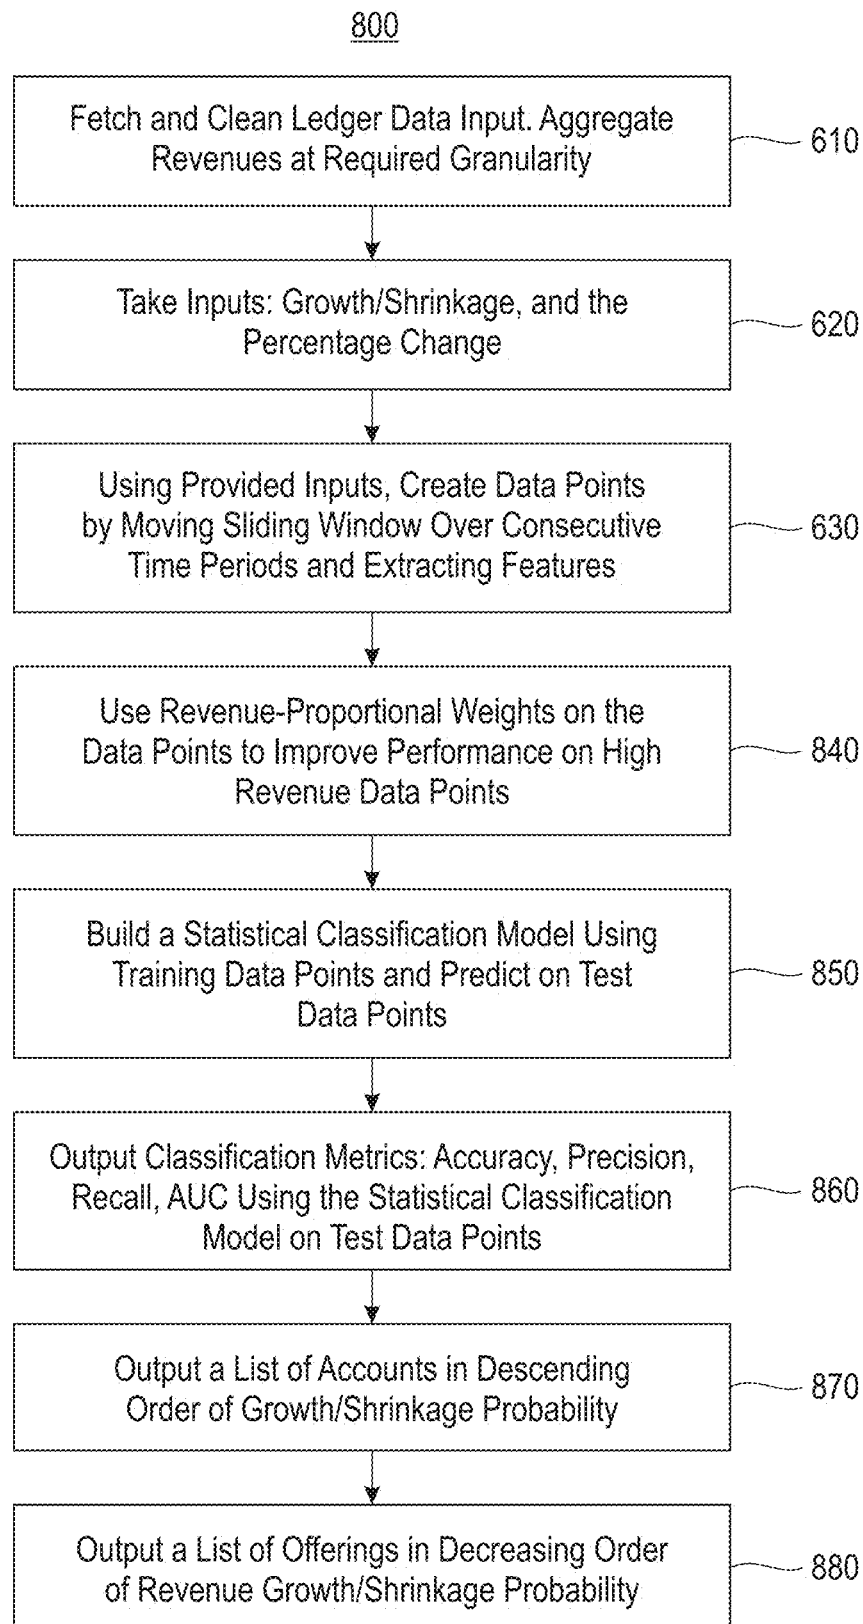 800
Fetch and Clean Ledger Data Input. Aggregate
Revenues at Required Granularity
610
Take Inputs: Growth/Shrinkage, and the
Percentage Change
620
Using Provided Inputs, Create Data Points
by Moving Sliding Window Over Consecutive
Time Periods and Extracting Features
630
Use Revenue-Proportional Weights on the
Data Points to Improve Performance on High
Revenue Data Points
840
Build a Statistical Classification Model Using
Training Data Points and Predict on Test
Data Points
850
Output Classification Metrics: Accuracy, Precision,
Recall, AUC Using the Statistical Classification
Model on Test Data Points
860
Output a List of Accounts in Descending
Order of Growth/Shrinkage Probability
870
Output a List of Offerings in Decreasing Order
of Revenue Growth/Shrinkage Probability
880